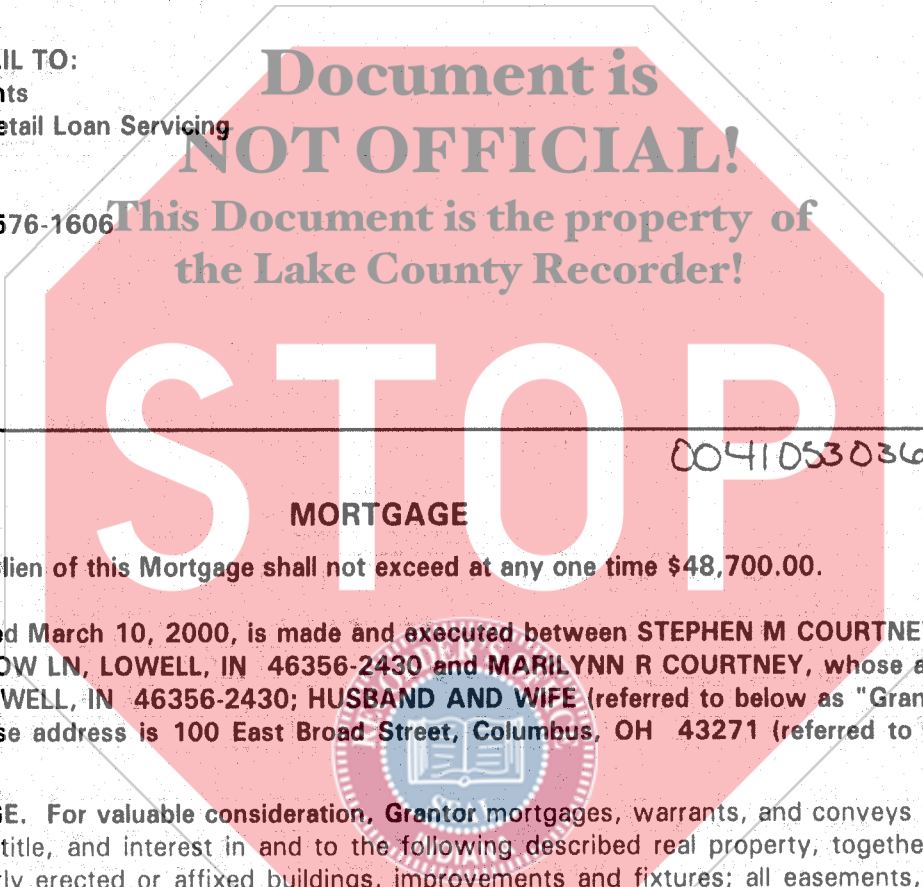 IL TO:
nts
etail Loan Servicing
576-1606
Document is
NOT OFFICIAL!
This Document is the property of
the Lake County Recorder!
STOP
0041053036
MORTGAGE
lien of this Mortgage shall not exceed at any one time $48,700.00.
ed March 10, 2000, is made and executed between STEPHEN M COURTNE
OW LN, LOWELL, IN 46356-2430 and MARILYNN R COURTNEY, whose a
WELL, IN 46356-2430; HUSBAND AND WIFE (referred to below as "Gran
se address is 100 East Broad Street, Columbus, OH 43271 (referred to
GE. For valuable consideration, Grantor mortgages, warrants, and conveys
title, and interest in and to the following described real property, togethe
rly erected or affixed buildings, improvements and fixtures; all easements,
SEAL
INDIANA